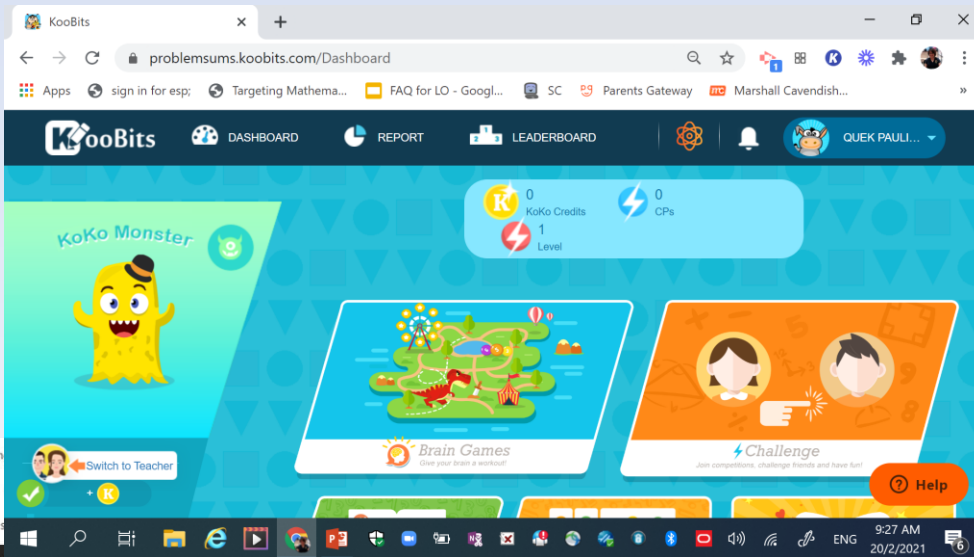 KooBits
problemsums.koobits.com/Dashboard
1
Apps sign in for esp; Targeting Mathema... FAQ for LO - Googl... SC Parents Gateway Marshall Cavendish... »
KooBits DASHBOARD REPORT LEADERBOARD QUEK PAULI...
0
KoKo Credits
0
CPs
1
Level
KoKo Monster
Brain Games
Give your brain a workout!
Challenge
Join competitions, challenge friends and have fun!
Switch to Teacher
+ K
Help
ENG
9:27 AM
20/2/2021
6